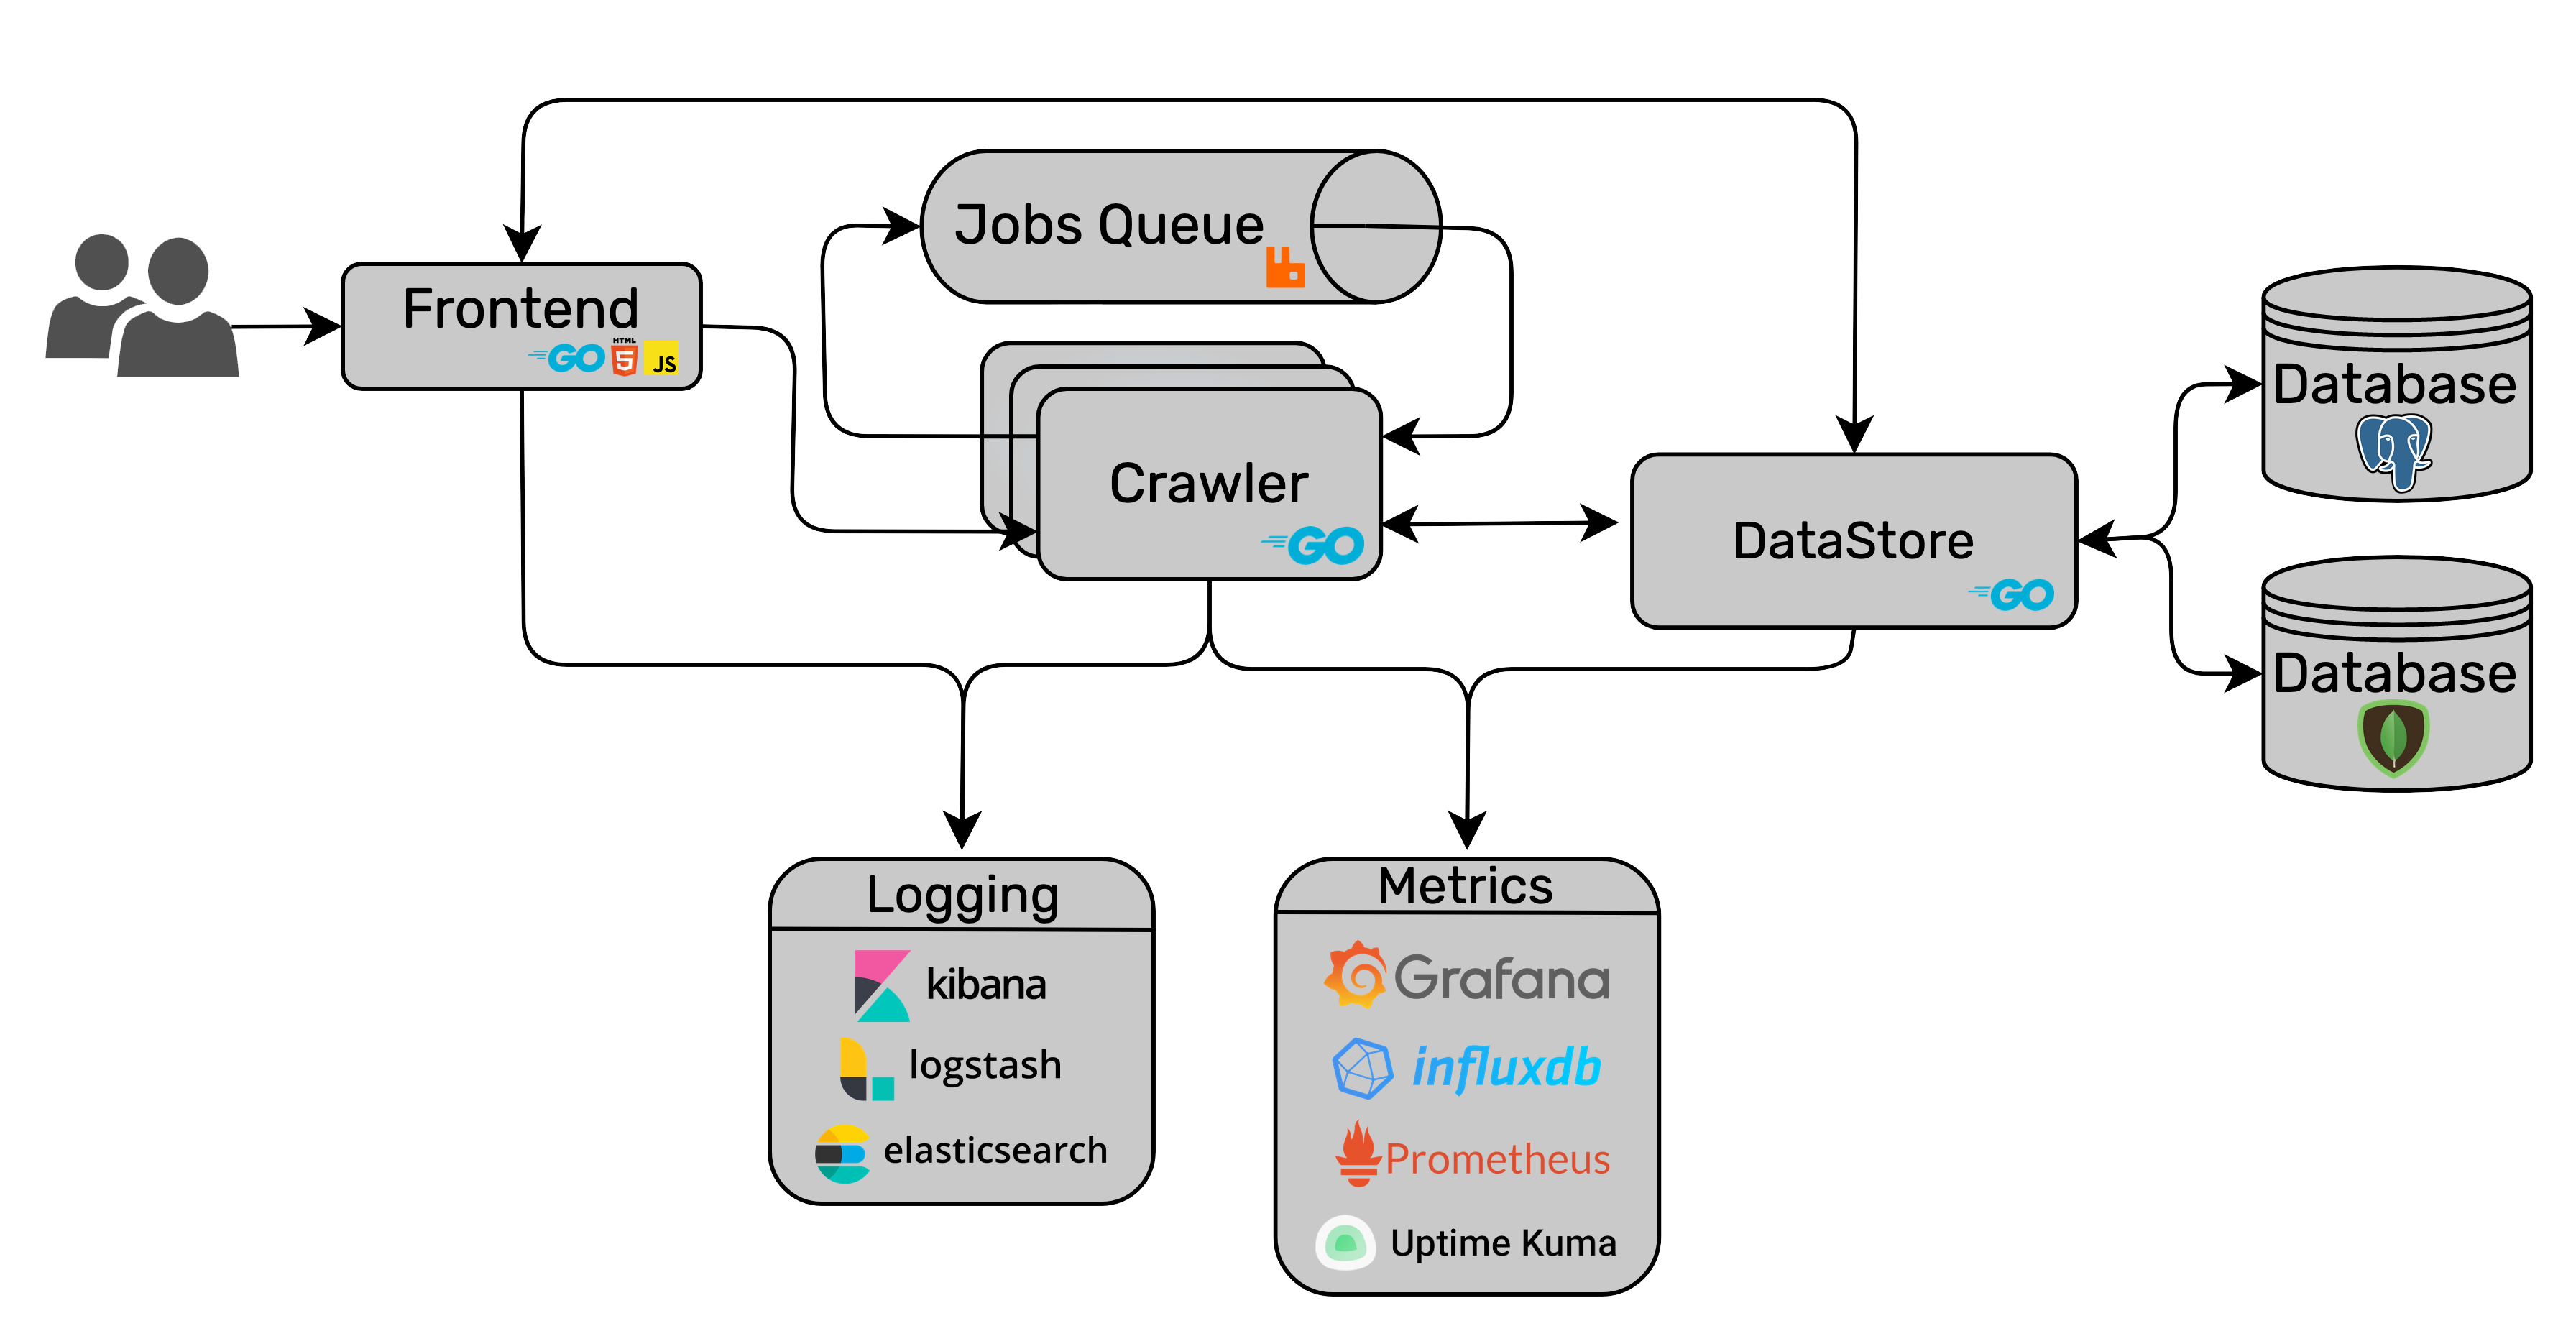 Jobs Queue
Frontend
GO
HTML
5
JS
Crawler
GO
DataStore
GO
Database
Database
Logging
kibana
logstash
elasticsearch
Metrics
Grafana
influxdb
Prometheus
Uptime Kuma